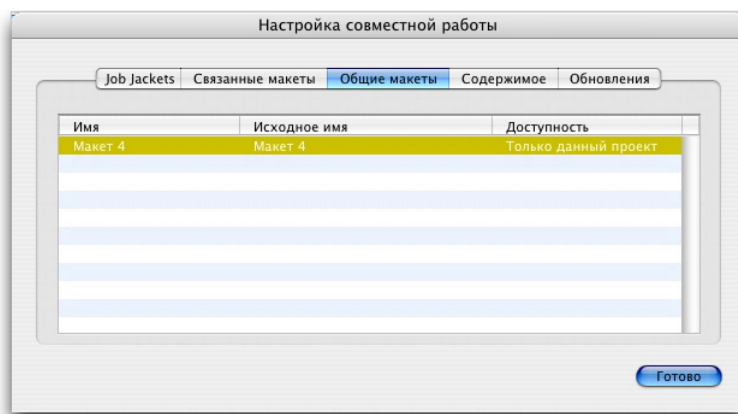 Настройка совместной работы
Job Jackets Связанные макеты Общие макеты Содержимое Обновления
Имя Исходное имя Доступность
Макет 4 Макет 4 Только данный проект
Готово